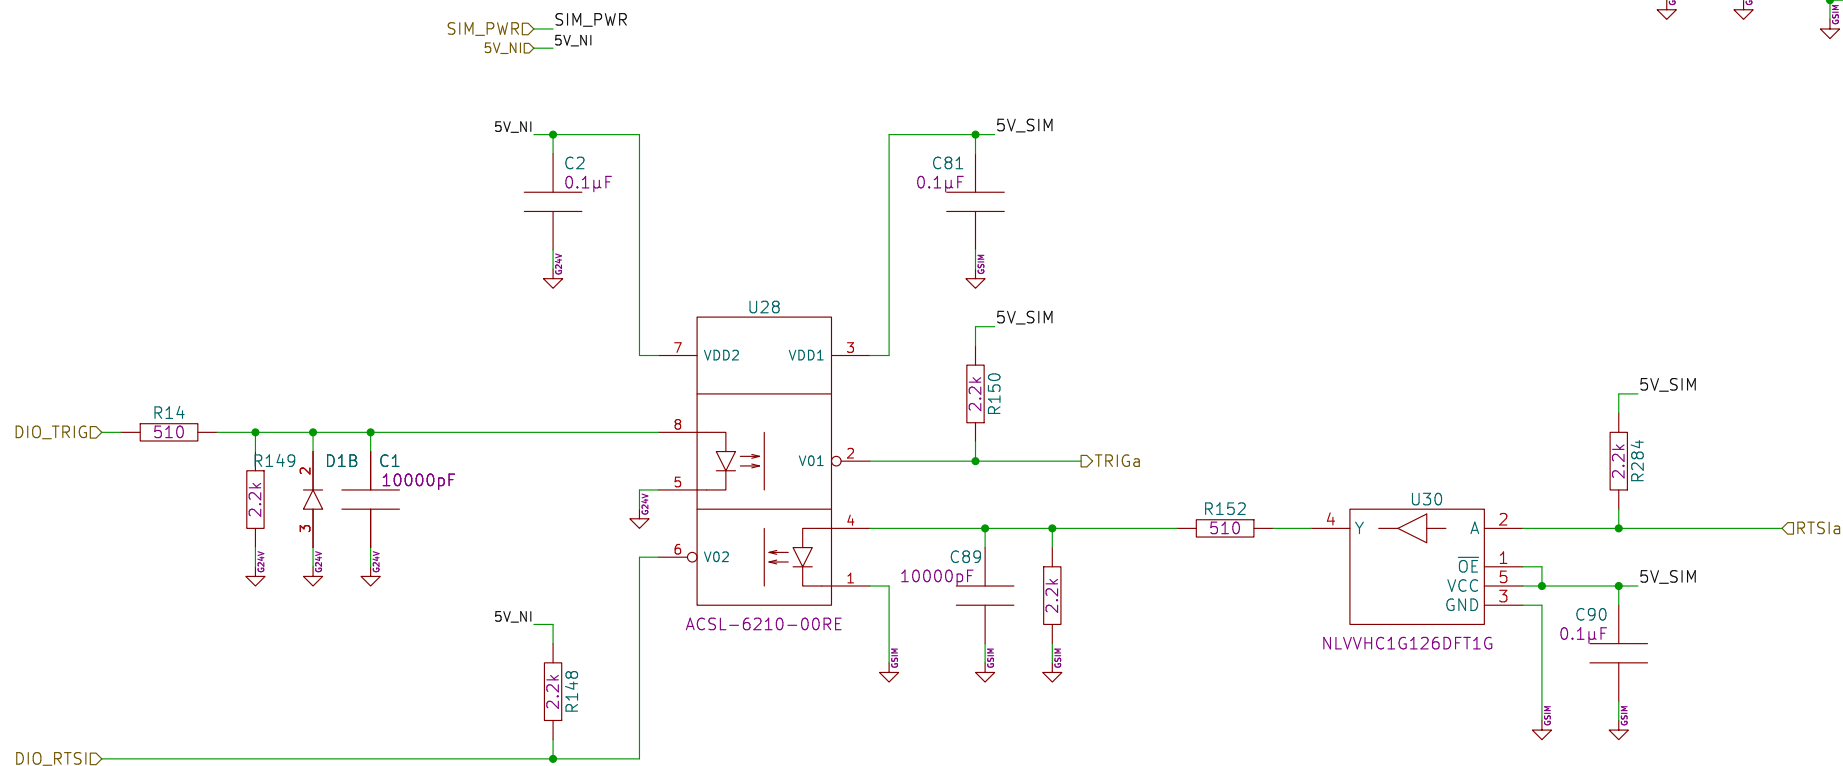 SIM_PWR SIM_PWR
5V_NI 5V_NI
GSIM
5V_NI
C2
0.1µF
G24V
5V_SIM
C81
0.1µF
GSIM
U28
7 VDD2 VDD1 3
8
5
G24V
V01 2
4
6 V02
1
ACSL-6210-00RE
GSIM
5V_SIM
2.2k
R150
TRIGa
DIO_TRIG
R14
510
R149
2.2k
G24V
D1B
2
3
G24V
C1
10000pF
G24V
5V_NI
2.2k
R148
DIO_RTSI
C89
10000pF
GSIM
2.2k
GSIM
R152
510
U30
4 Y A 2
OE 1
VCC 5
GND 3
NLVVHC1G126DFT1G
GSIM
5V_SIM
2.2k
R284
RTSIa
5V_SIM
C90
0.1µF
GSIM